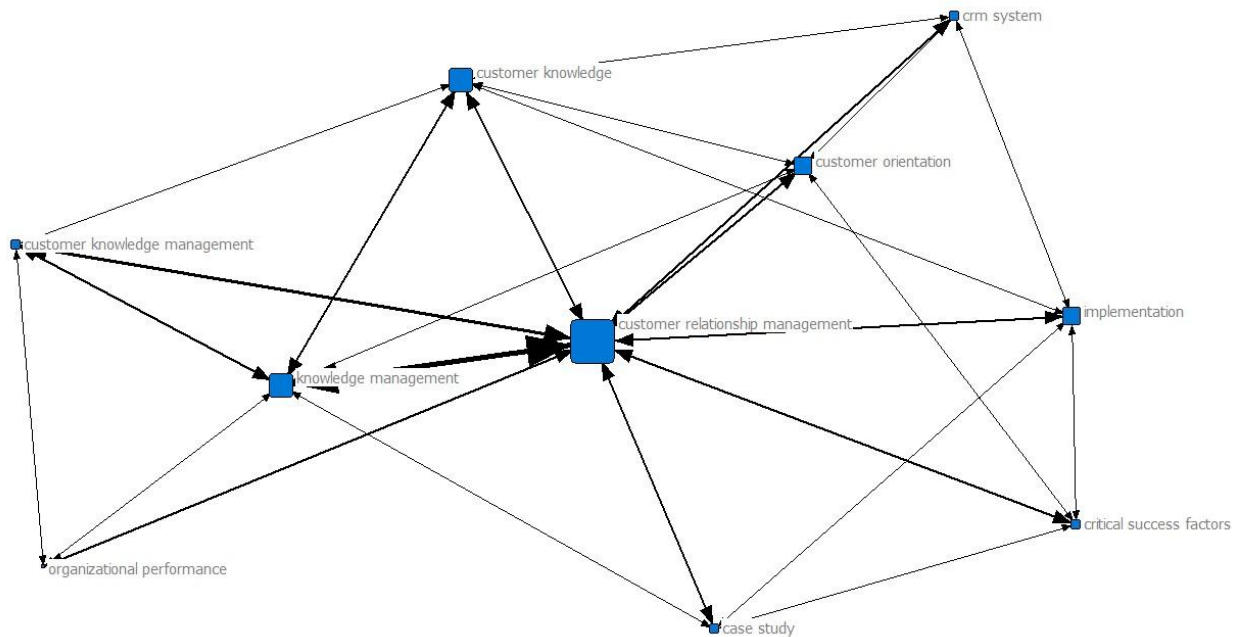 crm system
customer knowledge
customer orientation
customer knowledge management
implementation
customer relationship management
knowledge management
critical success factors
organizational performance
case study